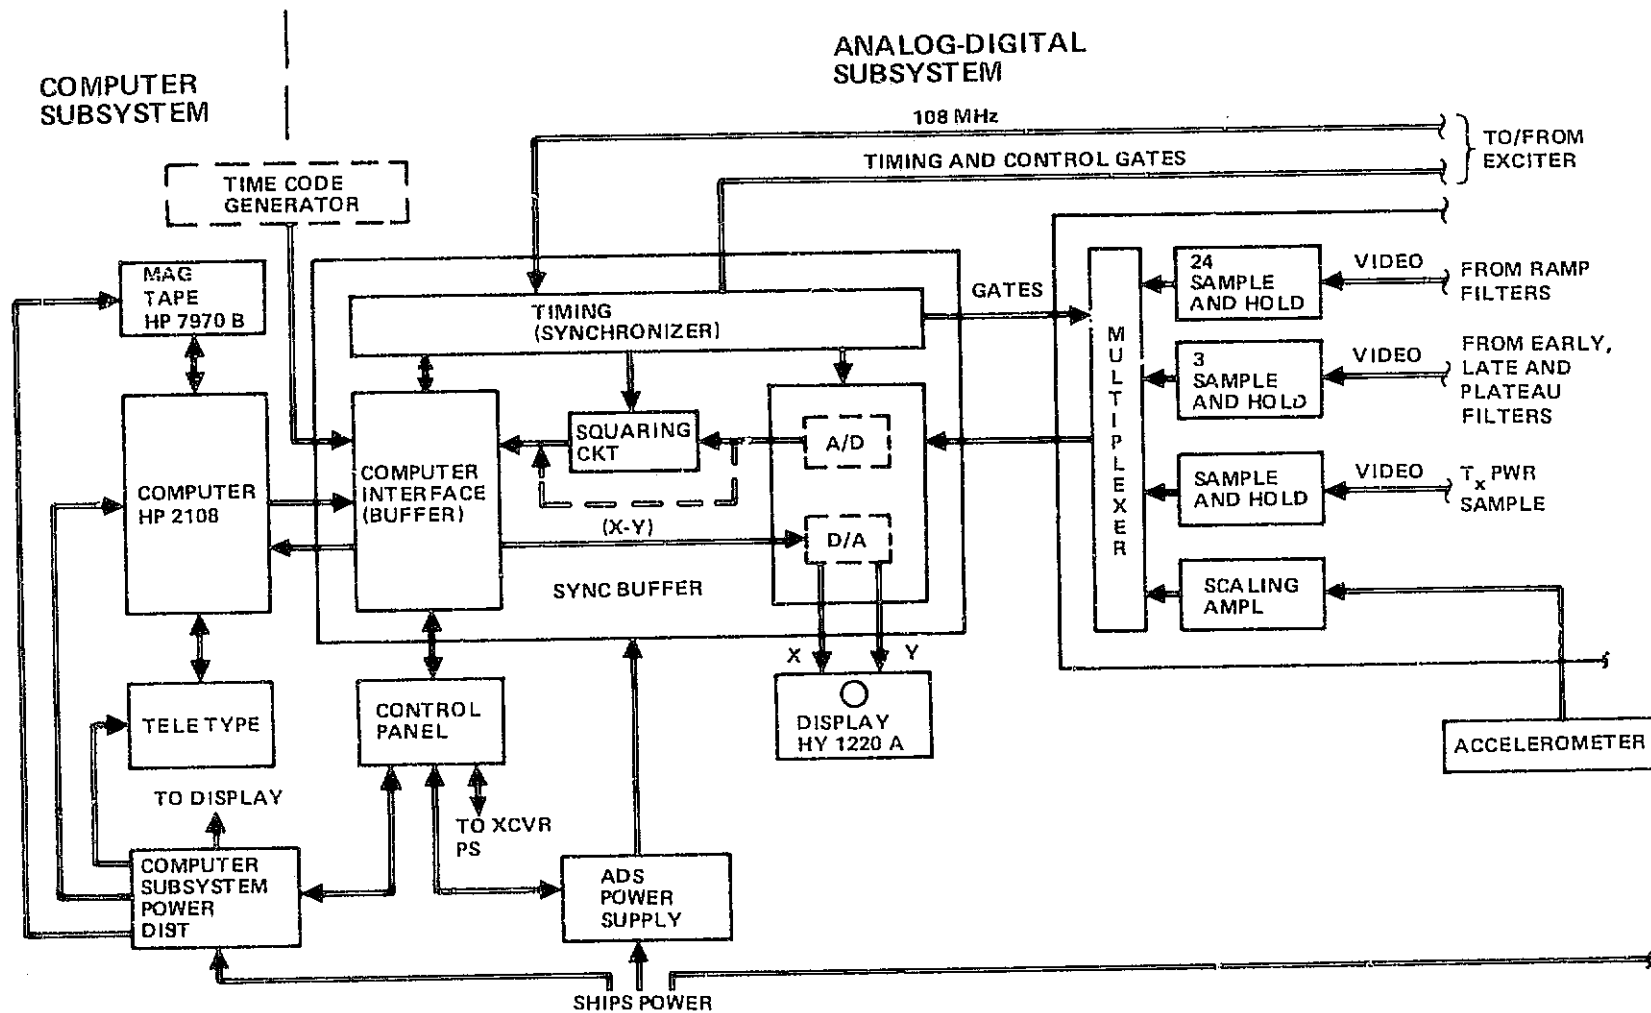 COMPUTER
SUBSYSTEM
ANALOG-DIGITAL
SUBSYSTEM
108 MHz
TIMING AND CONTROL GATES
TO/FROM
EXCITER
TIME CODE
GENERATOR
MAG
TAPE
HP 7970 B
TIMING
(SYNCHRONIZER)
GATES
MULTIPLEXER
24
SAMPLE
AND HOLD
VIDEO
FROM RAMP
FILTERS
3
SAMPLE
AND HOLD
VIDEO
FROM EARLY,
LATE AND
PLATEAU
FILTERS
COMPUTER
HP 2108
COMPUTER
INTERFACE
(BUFFER)
SQUARING
CKT
A/D
(X-Y)
D/A
SYNC BUFFER
SAMPLE
AND HOLD
VIDEO
Tx PWR
SAMPLE
SCALING
AMPL
X
Y
TELETYPE
CONTROL
PANEL
DISPLAY
HY 1220 A
ACCELEROMETER
TO DISPLAY
TO XCVR
PS
COMPUTER
SUBSYSTEM
POWER
DIST
ADS
POWER
SUPPLY
SHIPS POWER